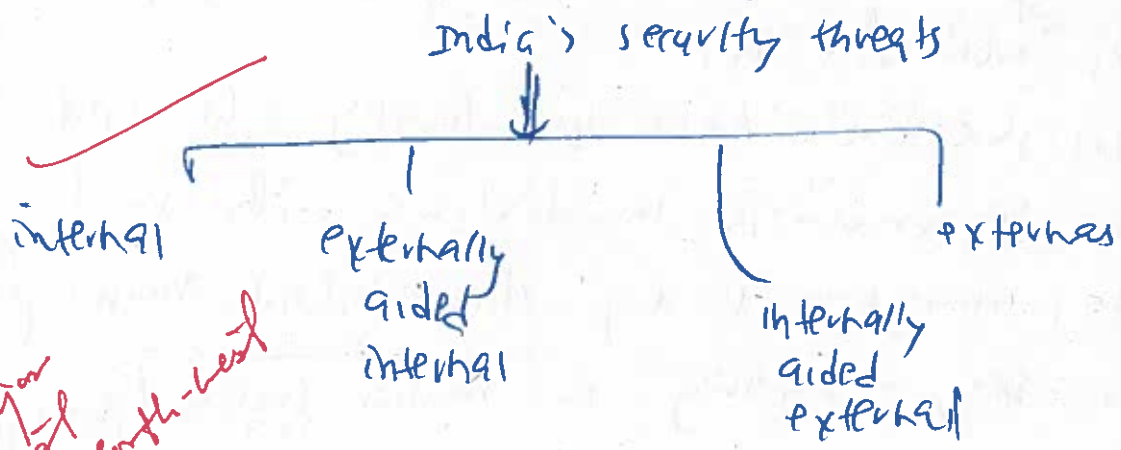 India's security threats
internal
externally
aided
internal
internally
aided
external
externas